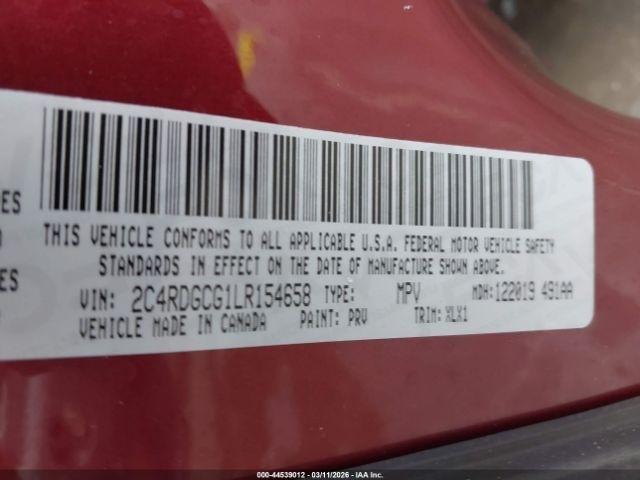 ES
THIS VEHICLE CONFORMS TO ALL APPLICABLE U.S.A. FEDERAL MOTOR VEHICLE SAFETY
STANDARDS IN EFFECT ON THE DATE OF MANUFACTURE SHOWN ABOVE.
ES
VIN: 2C4RDGCG1LR154658 TYPE: MPV MDH:122019 491AA
VEHICLE MADE IN CANADA PAINT: PRV TRIM: XLX1
000-44539012 | 03/11/2026 | IAA Inc.